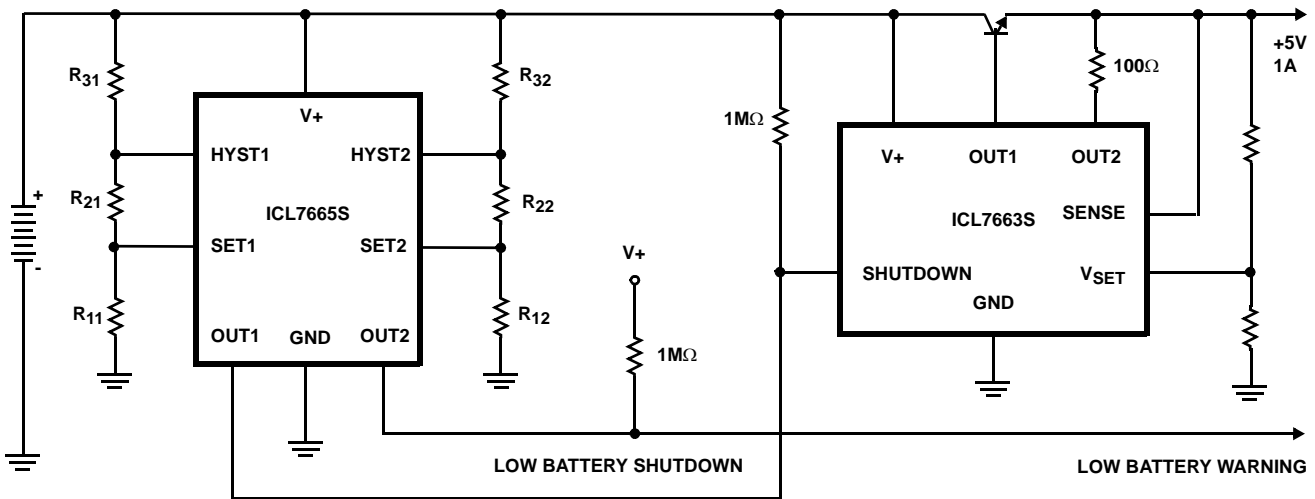 R31
V+
R32
HYST1
HYST2
R21
ICL7665S
R22
SET1
SET2
R11
R12
OUT1
GND
OUT2
+
-
V+
1MΩ
1MΩ
100Ω
+5V
1A
V+
OUT1
OUT2
ICL7663S
SENSE
SHUTDOWN
VSET
GND
LOW BATTERY SHUTDOWN
LOW BATTERY WARNING